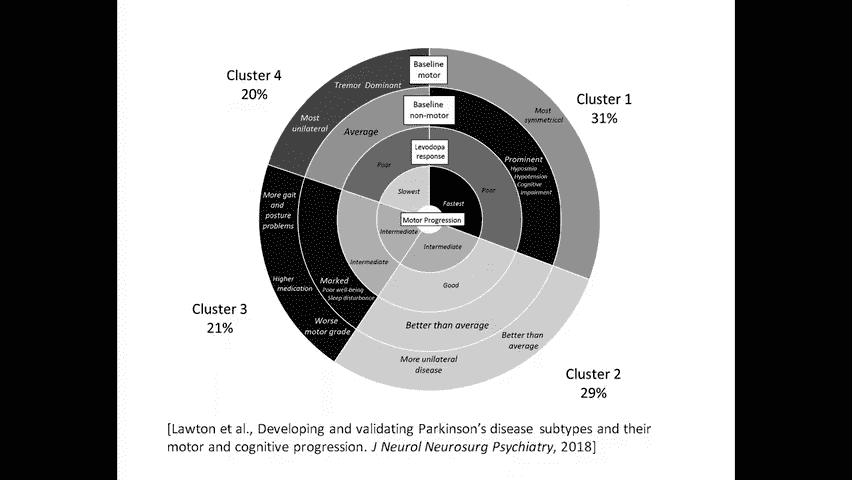 Cluster 4
20%
Cluster 1
31%
Cluster 3
21%
Cluster 2
29%
Baseline
motor
Baseline
non-motor
Levodopa
response
Motor Progression
Tremor Dominant
Most
unilateral
Average
Poor
Slowest
Most
symmetrical
Prominent
Hyposmia
Hypotension
Cognitive
impairment
Poor
Fastest
More gait
and
posture
problems
Higher
medication
Worse
motor grade
Marked
Poor well-being
Sleep disturbance
Intermediate
Intermediate
Intermediate
Good
Better than average
Better than
average
More unilateral
disease
[Lawton et al., Developing and validating Parkinson's disease subtypes and their
motor and cognitive progression. J Neurol Neurosurg Psychiatry, 2018]